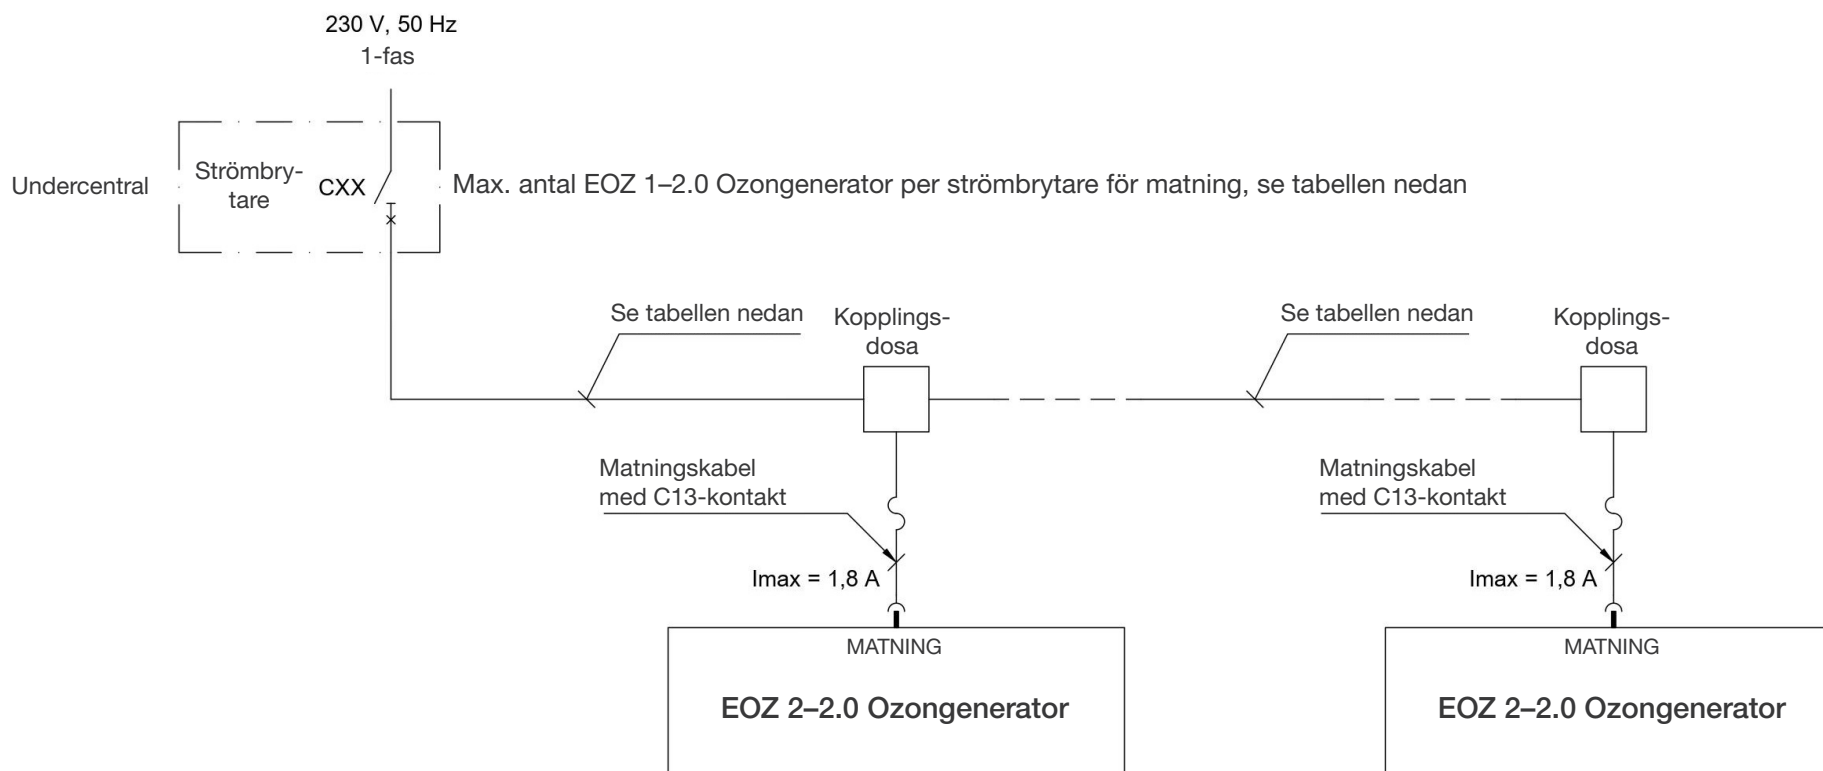 230 V, 50 Hz
1-fas
Undercentral
Strömbry-
tare
CXX
Max. antal EOZ 1–2.0 Ozongenerator per strömbrytare för matning, se tabellen nedan
Se tabellen nedan
Kopplings-
dosa
Se tabellen nedan
Kopplings-
dosa
Matningskabel
med C13-kontakt
Imax = 1,8 A
Matningskabel
med C13-kontakt
Imax = 1,8 A
MATNING
EOZ 2–2.0 Ozongenerator
MATNING
EOZ 2–2.0 Ozongenerator